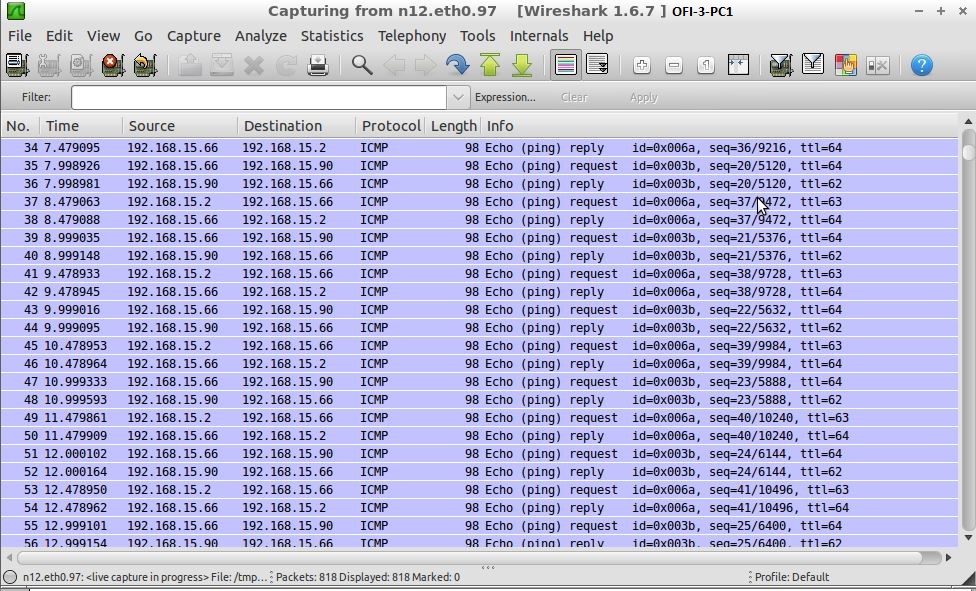 Capturing from n12.eth0.97 [Wireshark 1.6.7 ] OFI-3-PC1
File Edit View Go Capture Analyze Statistics Telephony Tools Internals Help
Filter: Expression... Clear Apply
No. Time Source Destination Protocol Length Info
34 7.479095 192.168.15.66 192.168.15.2 ICMP 98 Echo (ping) reply id=0x006a, seq=36/9216, ttl=64
35 7.998926 192.168.15.66 192.168.15.90 ICMP 98 Echo (ping) request id=0x003b, seq=20/5120, ttl=64
36 7.998981 192.168.15.90 192.168.15.66 ICMP 98 Echo (ping) reply id=0x003b, seq=20/5120, ttl=62
37 8.479063 192.168.15.2 192.168.15.66 ICMP 98 Echo (ping) request id=0x006a, seq=37/9472, ttl=63
38 8.479088 192.168.15.66 192.168.15.2 ICMP 98 Echo (ping) reply id=0x006a, seq=37/9472, ttl=64
39 8.999035 192.168.15.66 192.168.15.90 ICMP 98 Echo (ping) request id=0x003b, seq=21/5376, ttl=64
40 8.999148 192.168.15.90 192.168.15.66 ICMP 98 Echo (ping) reply id=0x003b, seq=21/5376, ttl=62
41 9.478933 192.168.15.2 192.168.15.66 ICMP 98 Echo (ping) request id=0x006a, seq=38/9728, ttl=63
42 9.478945 192.168.15.66 192.168.15.2 ICMP 98 Echo (ping) reply id=0x006a, seq=38/9728, ttl=64
43 9.999016 192.168.15.66 192.168.15.90 ICMP 98 Echo (ping) request id=0x003b, seq=22/5632, ttl=64
44 9.999095 192.168.15.90 192.168.15.66 ICMP 98 Echo (ping) reply id=0x003b, seq=22/5632, ttl=62
45 10.478953 192.168.15.2 192.168.15.66 ICMP 98 Echo (ping) request id=0x006a, seq=39/9984, ttl=63
46 10.478964 192.168.15.66 192.168.15.2 ICMP 98 Echo (ping) reply id=0x006a, seq=39/9984, ttl=64
47 10.999333 192.168.15.66 192.168.15.90 ICMP 98 Echo (ping) request id=0x003b, seq=23/5888, ttl=64
48 10.999593 192.168.15.90 192.168.15.66 ICMP 98 Echo (ping) reply id=0x003b, seq=23/5888, ttl=62
49 11.479861 192.168.15.2 192.168.15.66 ICMP 98 Echo (ping) request id=0x006a, seq=40/10240, ttl=63
50 11.479909 192.168.15.66 192.168.15.2 ICMP 98 Echo (ping) reply id=0x006a, seq=40/10240, ttl=64
51 12.000102 192.168.15.66 192.168.15.90 ICMP 98 Echo (ping) request id=0x003b, seq=24/6144, ttl=64
52 12.000164 192.168.15.90 192.168.15.66 ICMP 98 Echo (ping) reply id=0x003b, seq=24/6144, ttl=62
53 12.478950 192.168.15.2 192.168.15.66 ICMP 98 Echo (ping) request id=0x006a, seq=41/10496, ttl=63
54 12.478962 192.168.15.66 192.168.15.2 ICMP 98 Echo (ping) reply id=0x006a, seq=41/10496, ttl=64
55 12.999101 192.168.15.66 192.168.15.90 ICMP 98 Echo (ping) request id=0x003b, seq=25/6400, ttl=64
56 12.999154 192.168.15.90 192.168.15.66 ICMP 98 Echo (ping) reply id=0x003b, seq=25/6400, ttl=62
n12.eth0.97: <live capture in progress> File: /tmp... Packets: 818 Displayed: 818 Marked: 0 Profile: Default